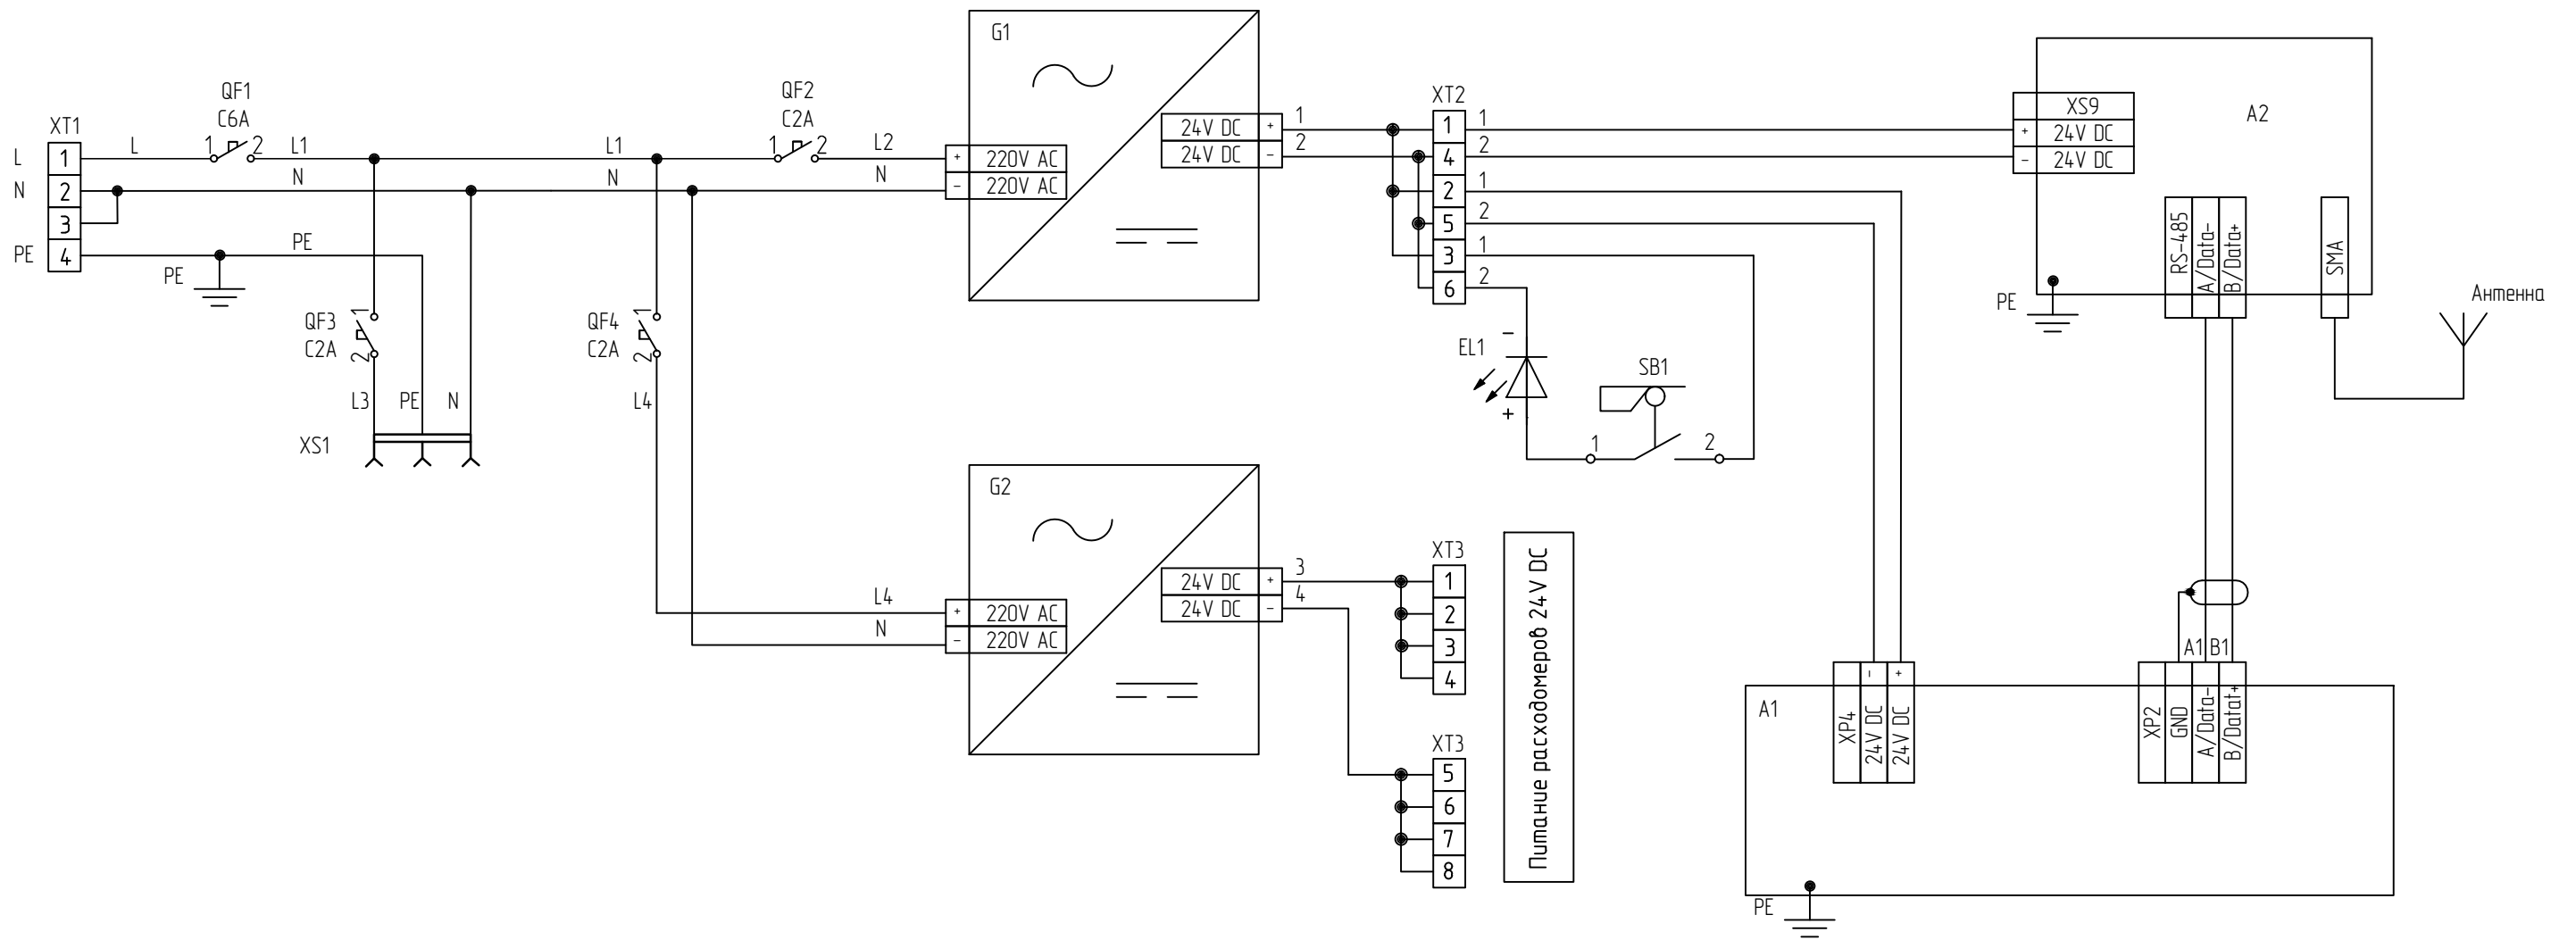 XT1
L
N
PE
1
2
3
4
L
QF1
C6A
1
2
L1
N
PE
PE
L1
N
QF2
C2A
1
2
L2
N
QF3
C2A
1
2
L3
PE
N
XS1
QF4
C2A
1
2
L4
G1
220V AC
220V AC
+
-
24V DC
24V DC
+
-
1
2
XT2
1
4
2
5
3
6
1
2
1
2
1
2
EL1
-
+
SB1
1
2
L4
N
G2
220V AC
220V AC
+
-
24V DC
24V DC
+
-
3
4
XT3
1
2
3
4
XT3
5
6
7
8
Питание расходомеров 24V DC
A2
XS9
24V DC
24V DC
+
-
RS-485
A/Data-
B/Data+
SMA
PE
Антенна
A1
XP4
24V DC
24V DC
-
+
A1
B1
XP2
GND
A/Data-
B/Datat+
PE